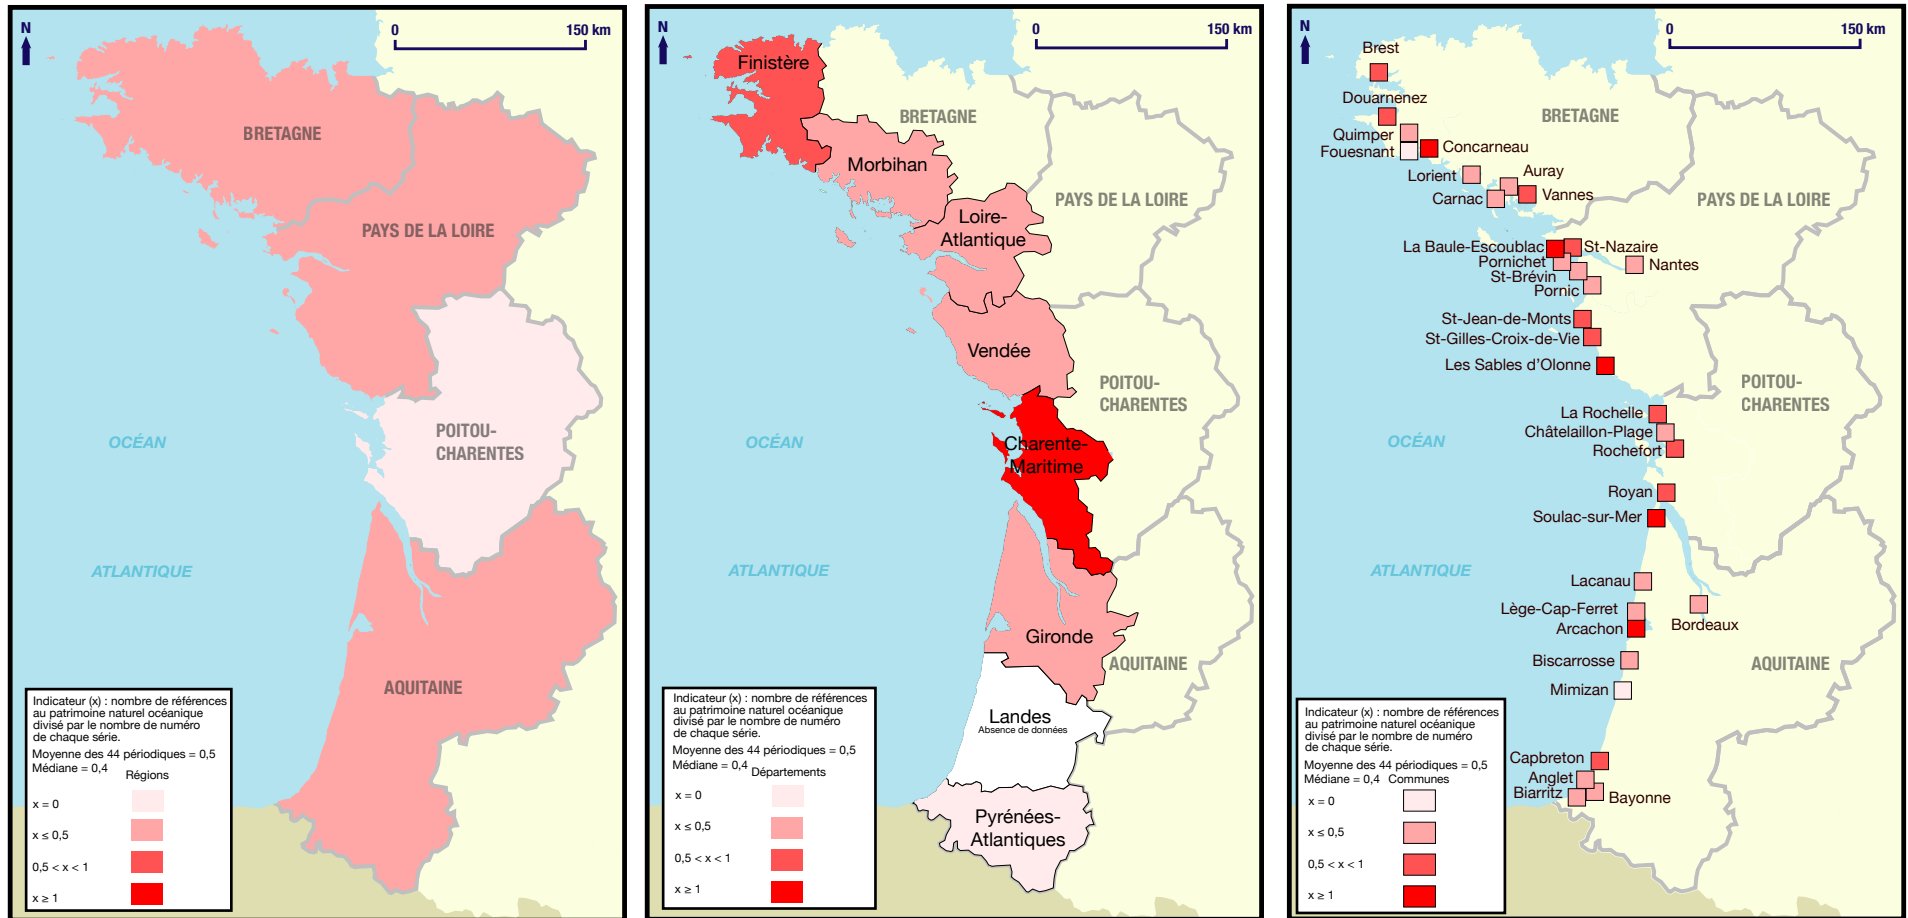 N
0 150 km
BRETAGNE
PAYS DE LA LOIRE
POITOU-
CHARENTES
OCÉAN
ATLANTIQUE
AQUITAINE
Indicateur (x) : nombre de références
au patrimoine naturel océanique
divisé par le nombre de numéro
de chaque série.
Moyenne des 44 périodiques = 0,5
Médiane = 0,4 Régions
x = 0
x ≤ 0,5
0,5 < x < 1
x ≥ 1
N
0 150 km
Finistère
BRETAGNE
Morbihan
PAYS DE LA LOIRE
Loire-
Atlantique
Vendée
POITOU-
CHARENTES
OCÉAN
Charente-
Maritime
ATLANTIQUE
Gironde
AQUITAINE
Landes
Absence de données
Pyrénées-
Atlantiques
Indicateur (x) : nombre de références
au patrimoine naturel océanique
divisé par le nombre de numéro
de chaque série.
Moyenne des 44 périodiques = 0,5
Médiane = 0,4 Départements
x = 0
x ≤ 0,5
0,5 < x < 1
x ≥ 1
N
0 150 km
Brest
Douarnenez
BRETAGNE
Quimper
Fouesnant
Concarneau
Lorient
Auray
Carnac
Vannes
PAYS DE LA LOIRE
La Baule-Escoublac
St-Nazaire
Pornichet
Nantes
St-Brévin
Pornic
St-Jean-de-Monts
St-Gilles-Croix-de-Vie
Les Sables d'Olonne
POITOU-
CHARENTES
La Rochelle
Châtelaillon-Plage
OCÉAN
Rochefort
Royan
Soulac-sur-Mer
ATLANTIQUE
Lacanau
Lège-Cap-Ferret
Arcachon
Bordeaux
Biscarrosse
AQUITAINE
Mimizan
Capbreton
Anglet
Biarritz
Bayonne
Indicateur (x) : nombre de références
au patrimoine naturel océanique
divisé par le nombre de numéro
de chaque série.
Moyenne des 44 périodiques = 0,5
Médiane = 0,4 Communes
x = 0
x ≤ 0,5
0,5 < x < 1
x ≥ 1